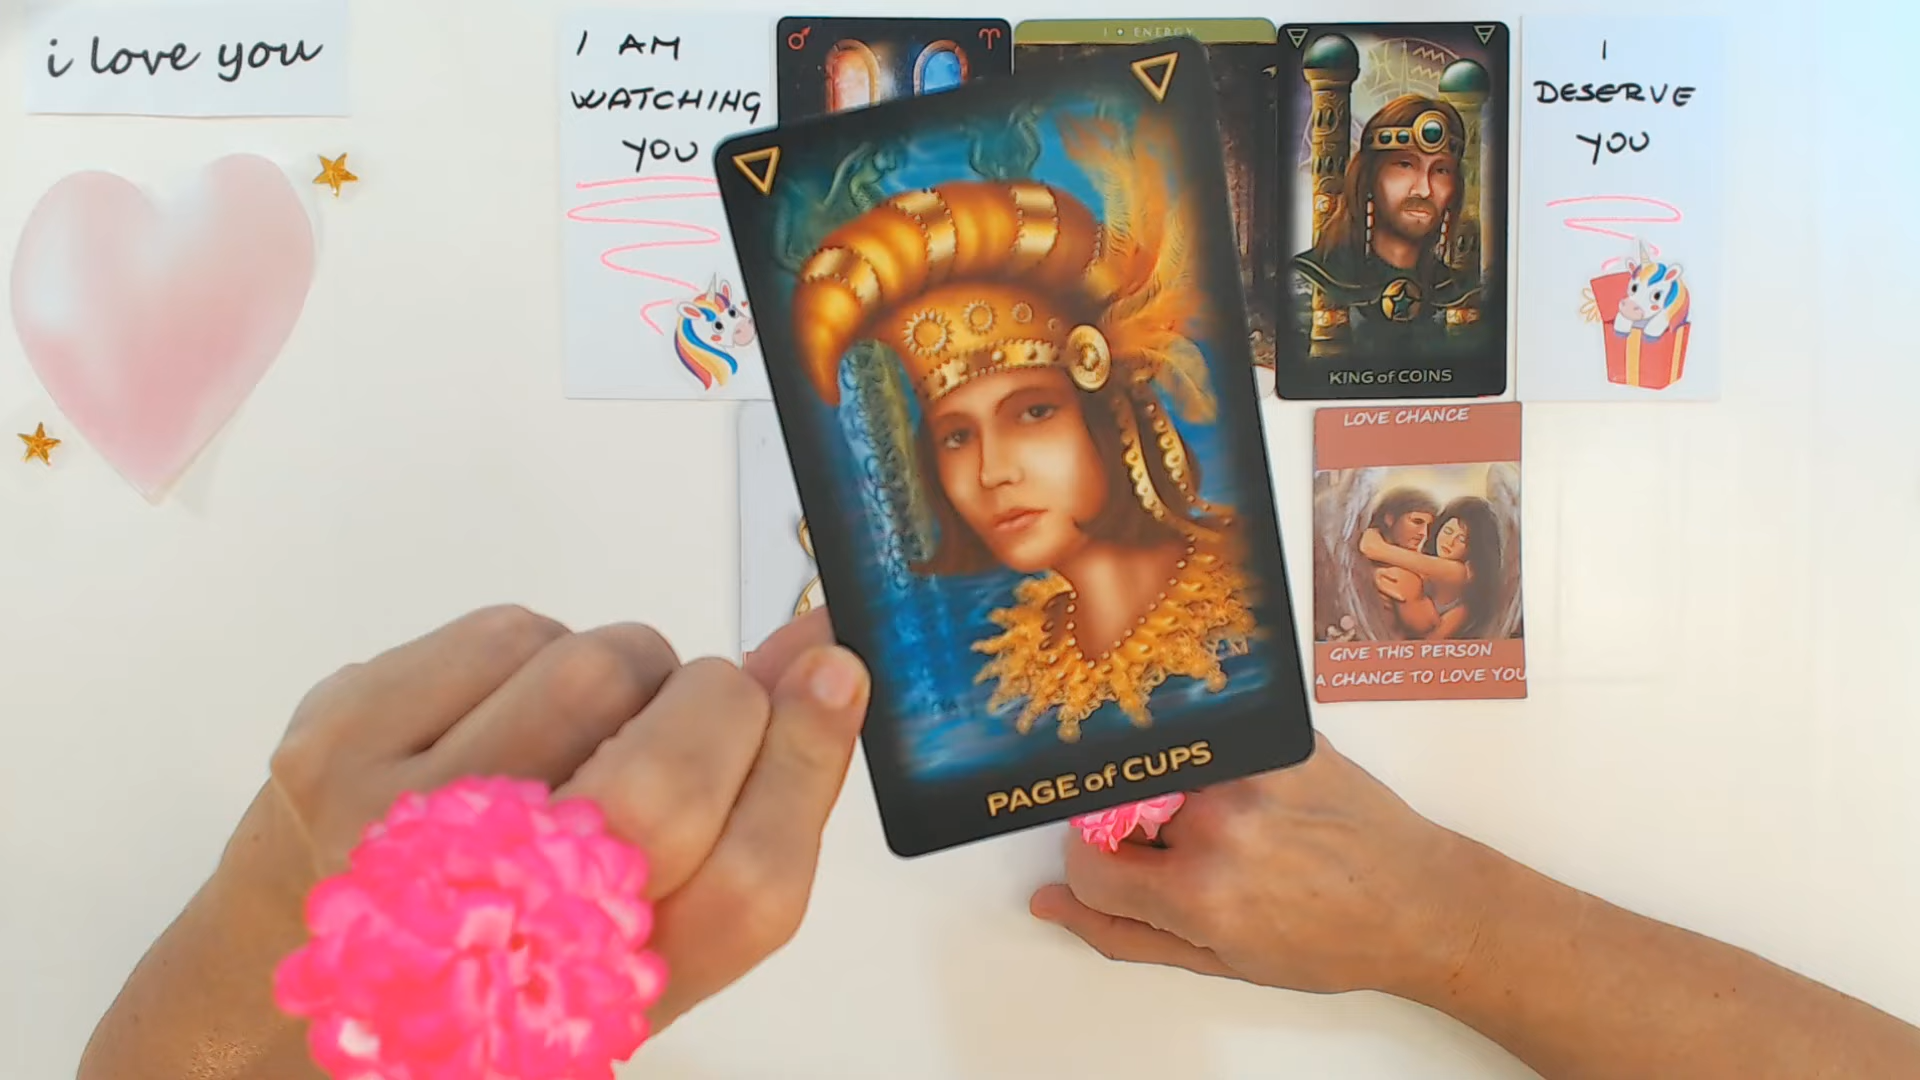 i love you
I AM
WATCHING
YOU
I • ENERGY
KING of COINS
I
DESERVE
YOU
LOVE CHANCE
GIVE THIS PERSON
A CHANCE TO LOVE YOU
PAGE of CUPS